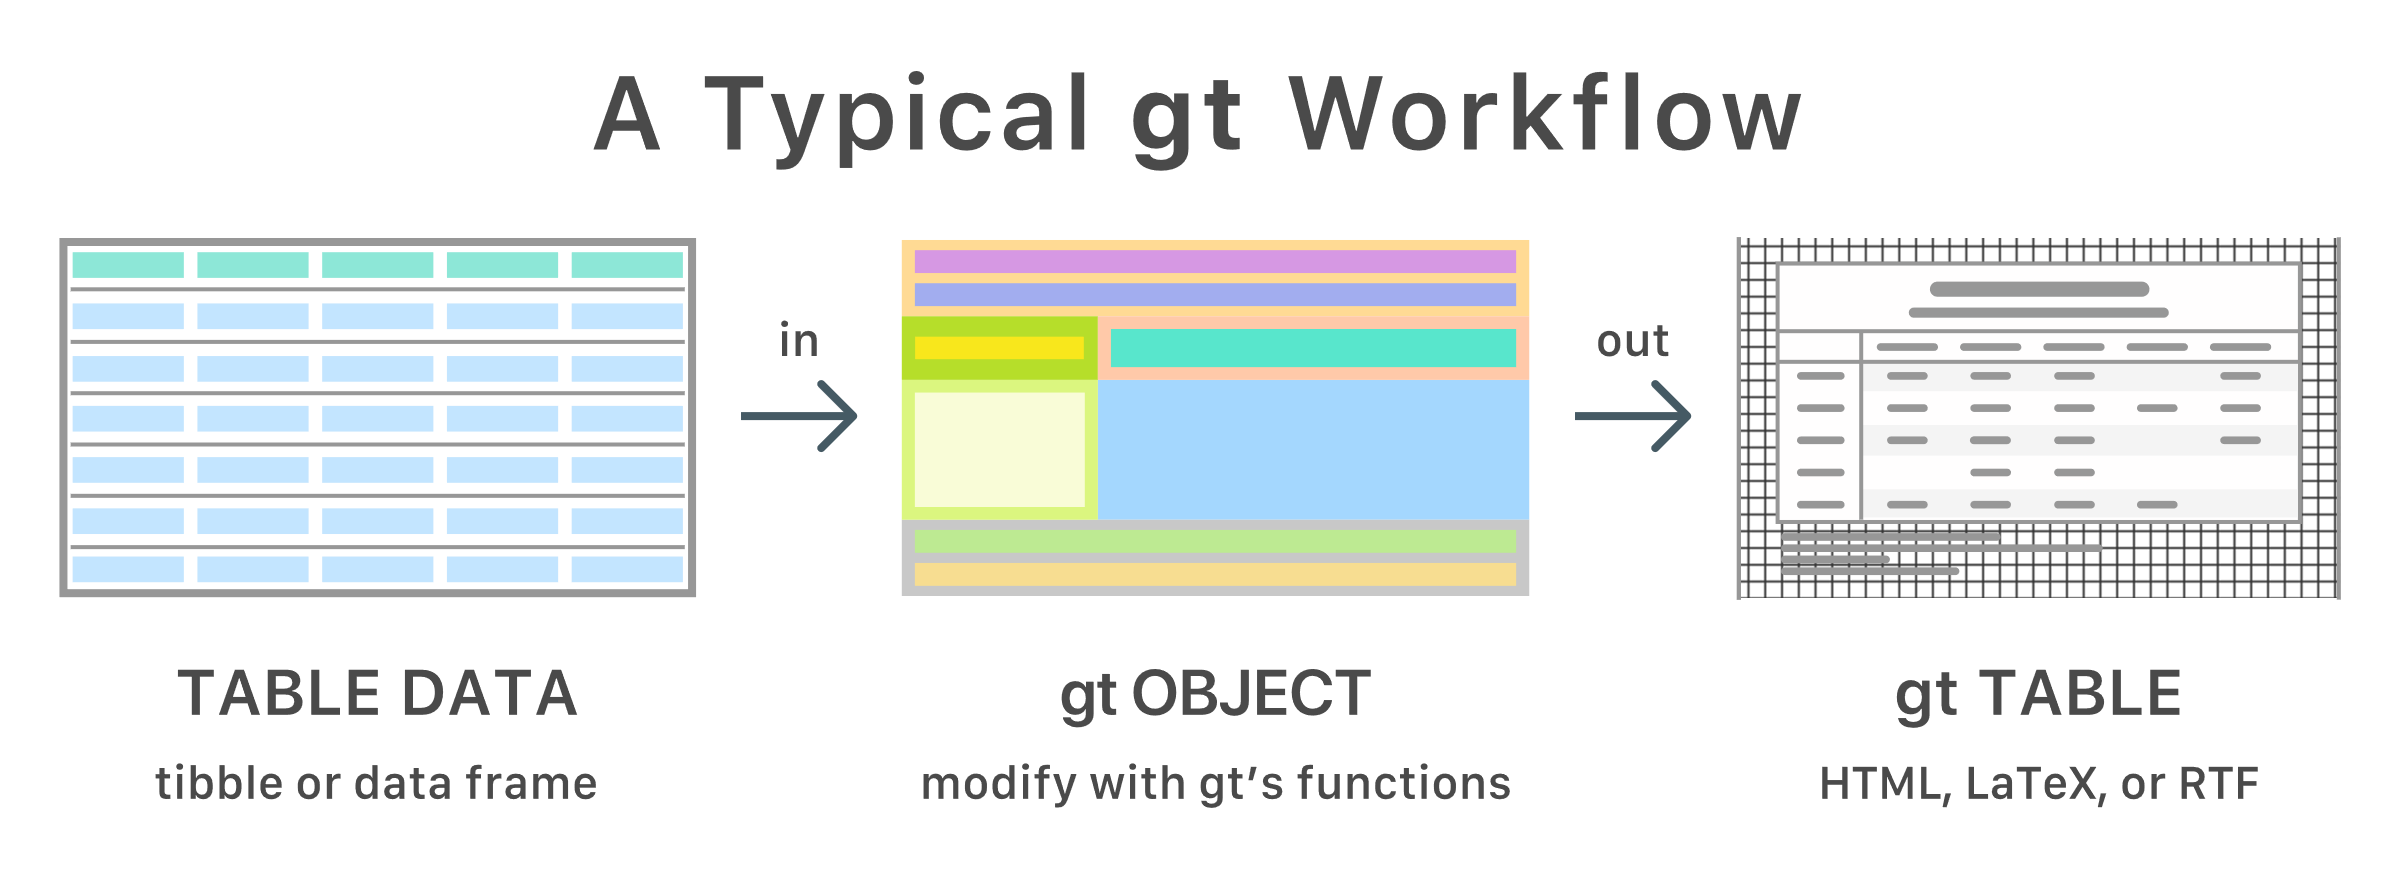 A Typical gt Workflow
in
out
TABLE DATA
gt OBJECT
gt TABLE
tibble or data frame
modify with gt’s functions
HTML, LaTeX, or RTF